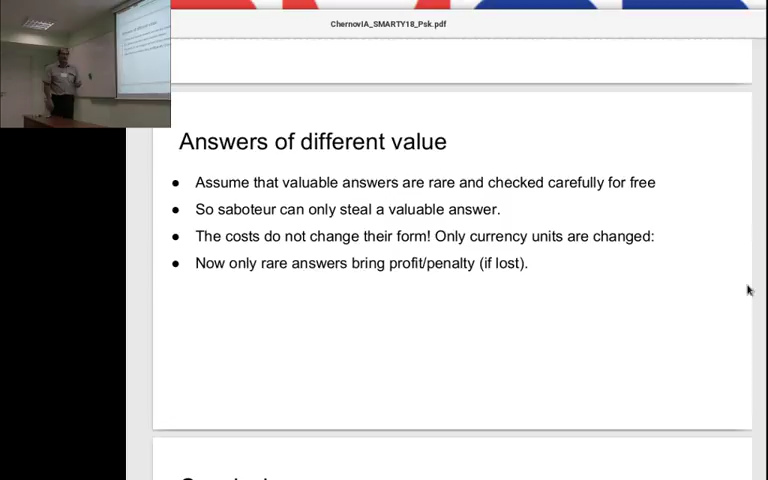 ChernovIA_SMARTY18_Psk.pdf
Answers of different value
● Assume that valuable answers are rare and checked carefully for free
● So saboteur can only steal a valuable answer.
● The costs do not change their form! Only currency units are changed:
● Now only rare answers bring profit/penalty (if lost).